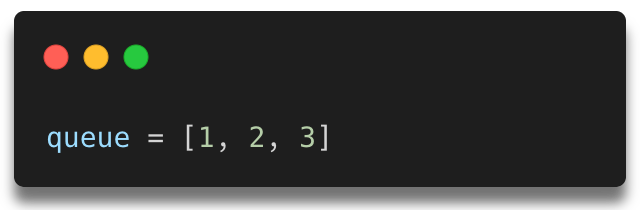 queue = [1, 2, 3]